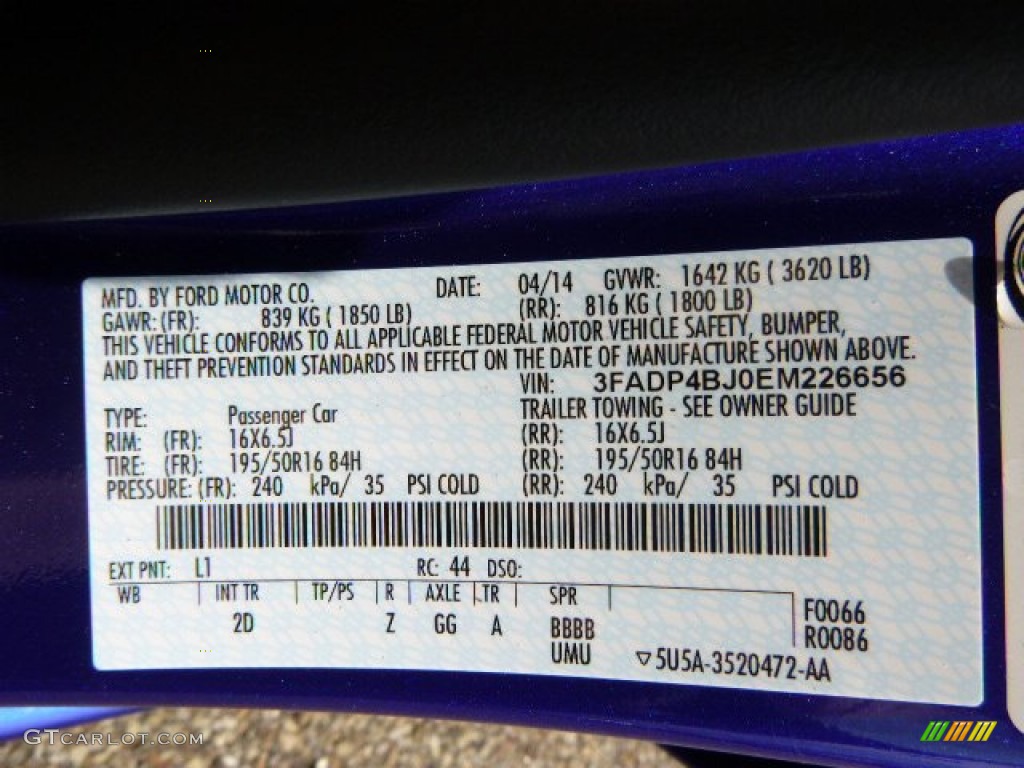 MFD. BY FORD MOTOR CO. DATE: 04/14 GVWR: 1642 KG ( 3620 LB)
GAWR: (FR): 839 KG ( 1850 LB) (RR): 816 KG ( 1800 LB)
THIS VEHICLE CONFORMS TO ALL APPLICABLE FEDERAL MOTOR VEHICLE SAFETY, BUMPER,
AND THEFT PREVENTION STANDARDS IN EFFECT ON THE DATE OF MANUFACTURE SHOWN ABOVE.
VIN: 3FADP4BJ0EM226656
TYPE: Passenger Car TRAILER TOWING - SEE OWNER GUIDE
RIM: (FR): 16X6.5J (RR): 16X6.5J
TIRE: (FR): 195/50R16 84H (RR): 195/50R16 84H
PRESSURE: (FR): 240 kPa/ 35 PSI COLD (RR): 240 kPa/ 35 PSI COLD
EXT PNT: L1 RC: 44 DSO:
WB INT TR TP/PS R AXLE TR SPR
2D Z GG A BBBB F0066
UMU R0086
▽5U5A-3520472-AA
GTCARLOT.COM